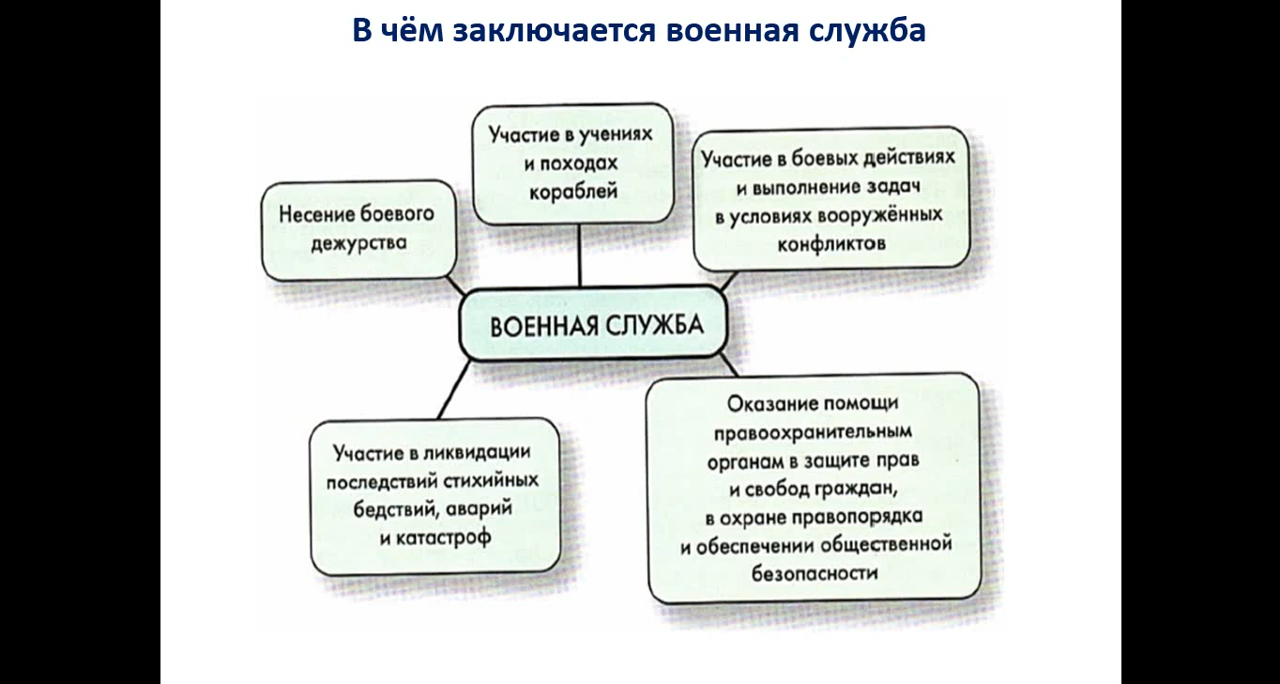 В чём заключается военная служба
Участие в учениях
и походах
кораблей
Участие в боевых действиях
и выполнение задач
в условиях вооружённых
конфликтов
Несение боевого
дежурства
ВОЕННАЯ СЛУЖБА
Оказание помощи
правоохранительным
органам в защите прав
и свобод граждан,
в охране правопорядка
и обеспечении общественной
безопасности
Участие в ликвидации
последствий стихийных
бедствий, аварий
и катастроф